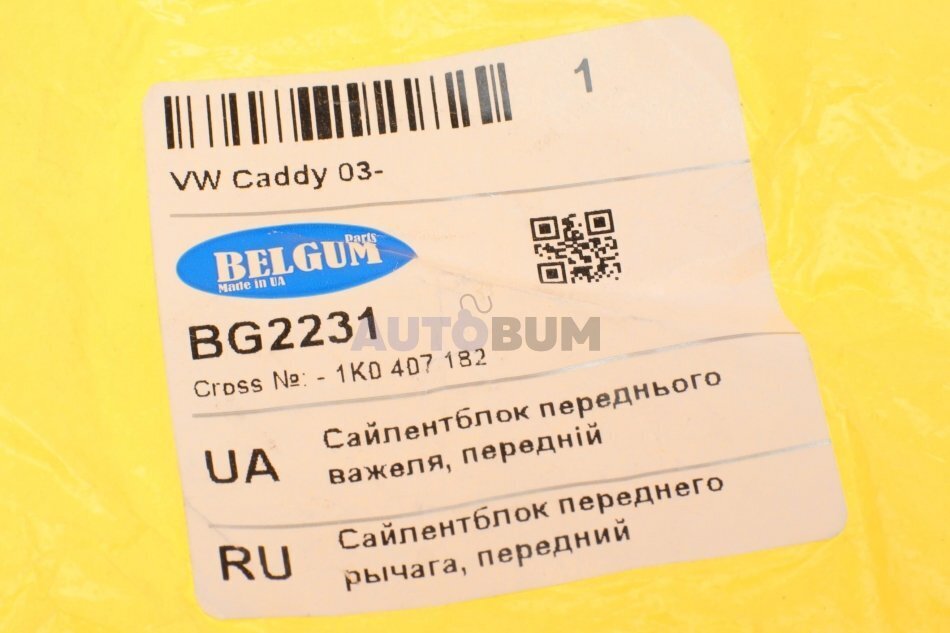 1
VW Caddy 03-
BELGUM
Parts
Made in UA
BG2231
AUTOBUM
Cross №: - 1K0 407 182
UA
Сайлентблок переднього
важеля, передній
RU
Сайлентблок переднего
рычага, передний